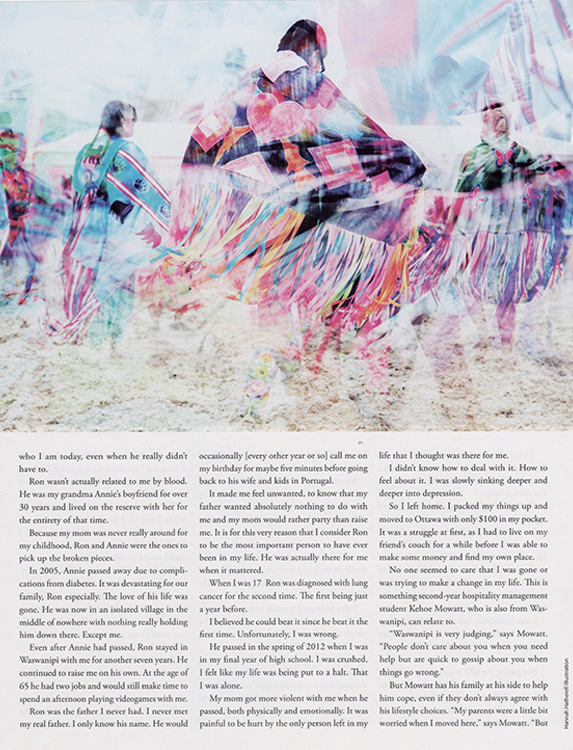 who I am today, even when he really didn't
have to.
Ron wasn't actually related to me by blood.
He was my grandma Annie's boyfriend for over
30 years and lived on the reserve with her for
the entirety of that time.
Because my mom was never really around for
my childhood, Ron and Annie were the ones to
pick up the broken pieces.
In 2005, Annie passed away due to compli-
cations from diabetes. It was devastating for our
family, Ron especially. The love of his life was
gone. He was now in an isolated village in the
middle of nowhere with nothing really holding
him down there. Except me.
Even after Annie had passed, Ron stayed in
Waswanipi with me for another seven years. He
continued to raise me on his own. At the age of
65 he had two jobs and would still make time to
spend an afternoon playing videogames with me.
Ron was the father I never had. I never met
my real father. I only know his name. He would
occasionally [every other year or so] call me on
my birthday for maybe five minutes before going
back to his wife and kids in Portugal.
It made me feel unwanted, to know that my
father wanted absolutely nothing to do with
me and my mom would rather party than raise
me. It is for this very reason that I consider Ron
to be the most important person to have ever
been in my life. He was actually there for me
when it mattered.
When I was 17 Ron was diagnosed with lung
cancer for the second time. The first being just
a year before.
I believed he could beat it since he beat it the
first time. Unfortunately, I was wrong.
He passed in the spring of 2012 when I was
in my final year of high school. I was crushed.
I felt like my life was being put to a halt. That
I was alone.
My mom got more violent with me when he
passed, both physically and emotionally. It was
painful to be hurt by the only person left in my
life that I thought was there for me.
I didn't know how to deal with it. How to
feel about it. I was slowly sinking deeper and
deeper into depression.
So I left home. I packed my things up and
moved to Ottawa with only $100 in my pocket.
It was a struggle at first, as I had to live on my
friend's couch for a while before I was able to
make some money and find my own place.
No one seemed to care that I was gone or
was trying to make a change in my life. This is
something second-year hospitality management
student Kehoe Mowatt, who is also from Was-
wanipi, can relate to.
"Waswanipi is very judging," says Mowatt.
"People don't care about you when you need
help but are quick to gossip about you when
things go wrong."
But Mowatt has his family at his side to help
him cope, even if they don't always agree with
his lifestyle choices. "My parents were a little bit
worried when I moved here," says Mowatt. "But
Hannah Hatherell illustration